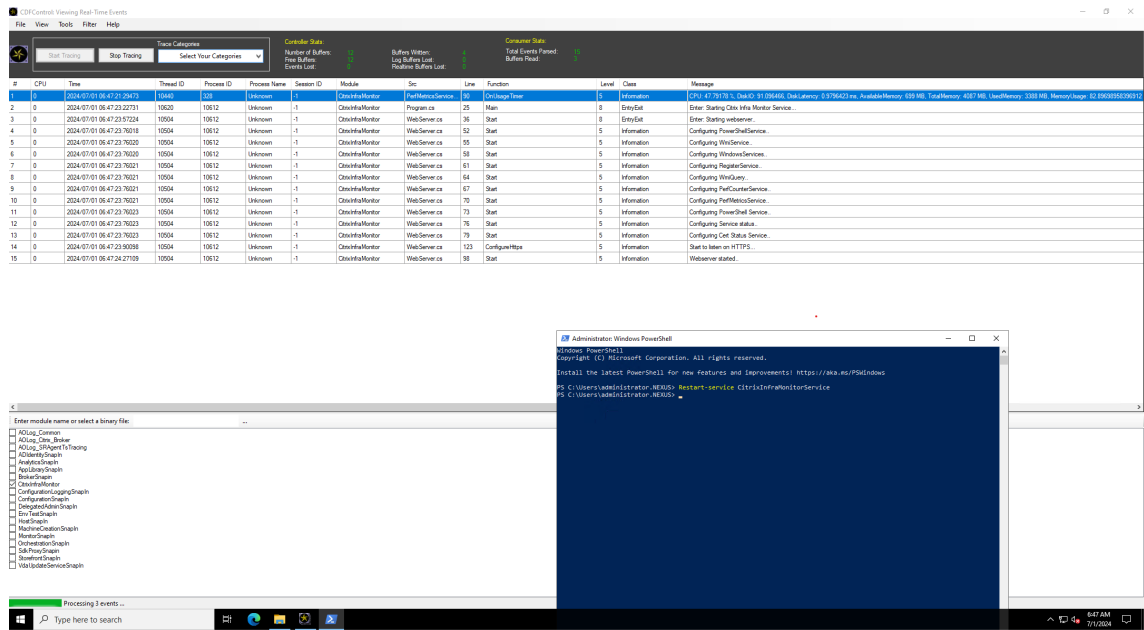 CDFControl: Viewing Real-Time Events
File View Tools Filter Help
Start Tracing Stop Tracing
Trace Categories
Select Your Categories
Controller Stats:
Number of Buffers: 12
Free Buffers: 12
Events Lost: 0
Buffers Written: 4
Log Buffers Lost: 0
Realtime Buffers Lost: 0
Consumer Stats:
Total Events Parsed: 15
Buffers Read: 3
# CPU Time Thread ID Process ID Process Name Session ID Module Src Line Function Level Class Message
1 0 2024/07/01 06:47:21:29473 10440 328 Unknown -1 CitrixInfraMonitor PerfMetricsService... 90 OnUsageTimer 5 Information CPU: 47.79178 %, DiskIO: 91.096466, DiskLatency: 0.9796423 ms, AvailableMemory: 699 MB, TotalMemory: 4087 MB, UsedMemory: 3388 MB, MemoryUsage: 82.89698958396912
2 0 2024/07/01 06:47:23:22731 10620 10612 Unknown -1 CitrixInfraMonitor Program.cs 25 Main 8 EntryExit Enter: Starting Citrix Infra Monitor Service...
3 0 2024/07/01 06:47:23:57224 10504 10612 Unknown -1 CitrixInfraMonitor WebServer.cs 36 Start 8 EntryExit Enter: Starting webserver...
4 0 2024/07/01 06:47:23:76018 10504 10612 Unknown -1 CitrixInfraMonitor WebServer.cs 52 Start 5 Information Configuring PowerShellService...
5 0 2024/07/01 06:47:23:76020 10504 10612 Unknown -1 CitrixInfraMonitor WebServer.cs 55 Start 5 Information Configuring WmiService...
6 0 2024/07/01 06:47:23:76020 10504 10612 Unknown -1 CitrixInfraMonitor WebServer.cs 58 Start 5 Information Configuring WindowsServices...
7 0 2024/07/01 06:47:23:76021 10504 10612 Unknown -1 CitrixInfraMonitor WebServer.cs 61 Start 5 Information Configuring RegisterService...
8 0 2024/07/01 06:47:23:76021 10504 10612 Unknown -1 CitrixInfraMonitor WebServer.cs 64 Start 5 Information Configuring WmiQuery...
9 0 2024/07/01 06:47:23:76021 10504 10612 Unknown -1 CitrixInfraMonitor WebServer.cs 67 Start 5 Information Configuring PerfCounterService...
10 0 2024/07/01 06:47:23:76021 10504 10612 Unknown -1 CitrixInfraMonitor WebServer.cs 70 Start 5 Information Configuring PerfMetricsService...
11 0 2024/07/01 06:47:23:76023 10504 10612 Unknown -1 CitrixInfraMonitor WebServer.cs 73 Start 5 Information Configuring PowerShell Service...
12 0 2024/07/01 06:47:23:76023 10504 10612 Unknown -1 CitrixInfraMonitor WebServer.cs 76 Start 5 Information Configuring Service status...
13 0 2024/07/01 06:47:23:76023 10504 10612 Unknown -1 CitrixInfraMonitor WebServer.cs 79 Start 5 Information Configuring Cert Status Service...
14 0 2024/07/01 06:47:23:90098 10504 10612 Unknown -1 CitrixInfraMonitor WebServer.cs 123 ConfigureHttps 5 Information Start to listen on HTTPS...
15 0 2024/07/01 06:47:24:27109 10504 10612 Unknown -1 CitrixInfraMonitor WebServer.cs 98 Start 5 Information Webserver started...
Administrator: Windows PowerShell
Windows PowerShell
Copyright (C) Microsoft Corporation. All rights reserved.
Install the latest PowerShell for new features and improvements! https://aka.ms/PSWindows
PS C:\Users\administrator.NEXUS> Restart-service CitrixInfraMonitorService
PS C:\Users\administrator.NEXUS>
Enter module name or select a binary file: ...
AOLog_Common
AOLog_Citrix_Broker
AOLog_SRAgentTsTracing
ADIdentitySnapIn
AnalyticsSnapIn
AppLibrarySnapin
BrokerSnapin
CitrixInfraMonitor
ConfigurationLoggingSnapIn
ConfigurationSnapIn
DelegatedAdminSnapIn
EnvTestSnapIn
HostSnapIn
MachineCreationSnapIn
MonitorSnapIn
OrchestrationSnapIn
SdkProxySnapin
StorefrontSnapIn
VdaUpdateServiceSnapIn
Processing 3 events ...
Type here to search
6:47 AM
7/1/2024